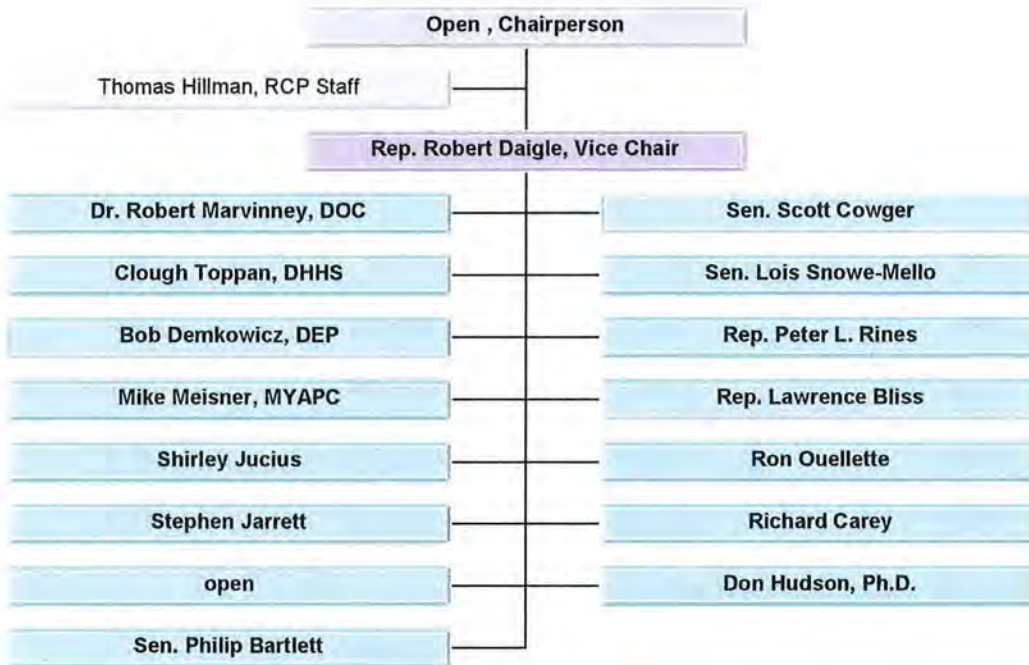 Open , Chairperson
Thomas Hillman, RCP Staff
Rep. Robert Daigle, Vice Chair
Dr. Robert Marvinney, DOC
Sen. Scott Cowger
Clough Toppan, DHHS
Sen. Lois Snowe-Mello
Bob Demkowicz, DEP
Rep. Peter L. Rines
Mike Meisner, MYAPC
Rep. Lawrence Bliss
Shirley Jucius
Ron Ouellette
Stephen Jarrett
Richard Carey
open
Don Hudson, Ph.D.
Sen. Philip Bartlett